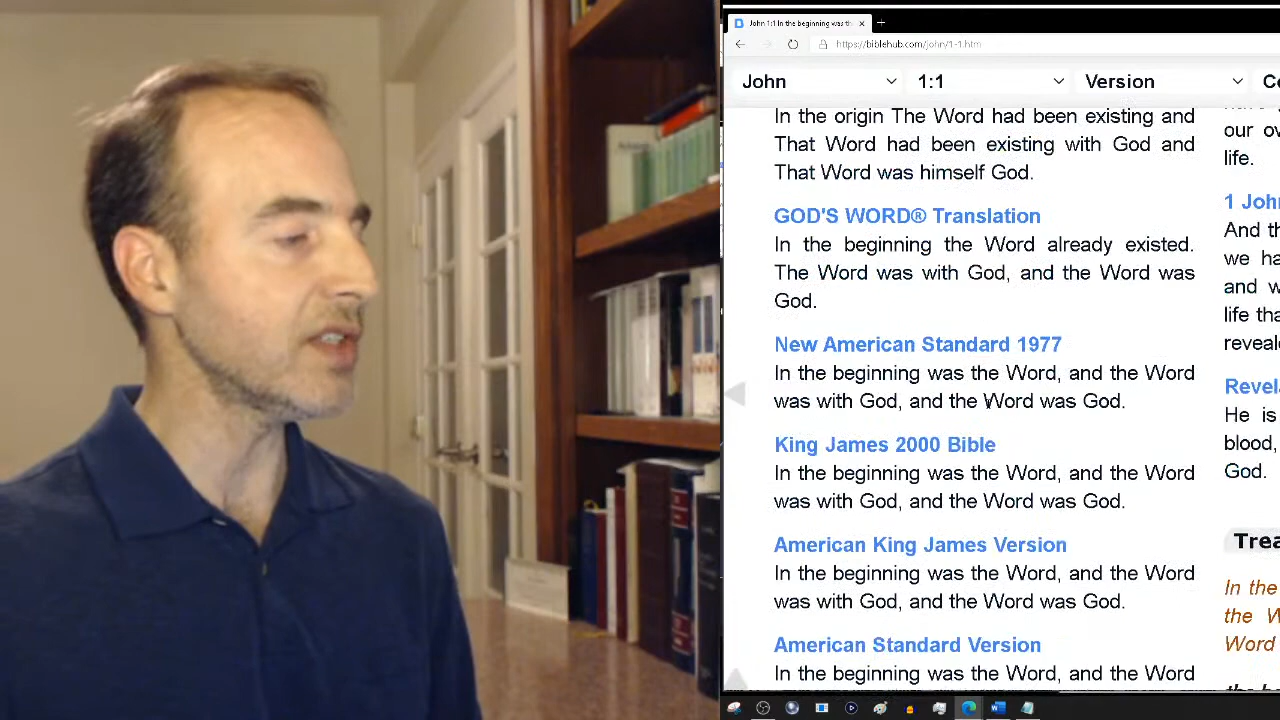 John 1:1 In the beginning was th
https://biblehub.com/john/1-1.htm
John
1:1
Version
In the origin The Word had been existing and
That Word had been existing with God and
That Word was himself God.
GOD'S WORD® Translation
In the beginning the Word already existed.
The Word was with God, and the Word was
God.
New American Standard 1977
In the beginning was the Word, and the Word
was with God, and the Word was God.
King James 2000 Bible
In the beginning was the Word, and the Word
was with God, and the Word was God.
American King James Version
In the beginning was the Word, and the Word
was with God, and the Word was God.
American Standard Version
In the beginning was the Word, and the Word
our
life.
1 John
And
we
and
life
He is
blood,
God.
In the
the
Word